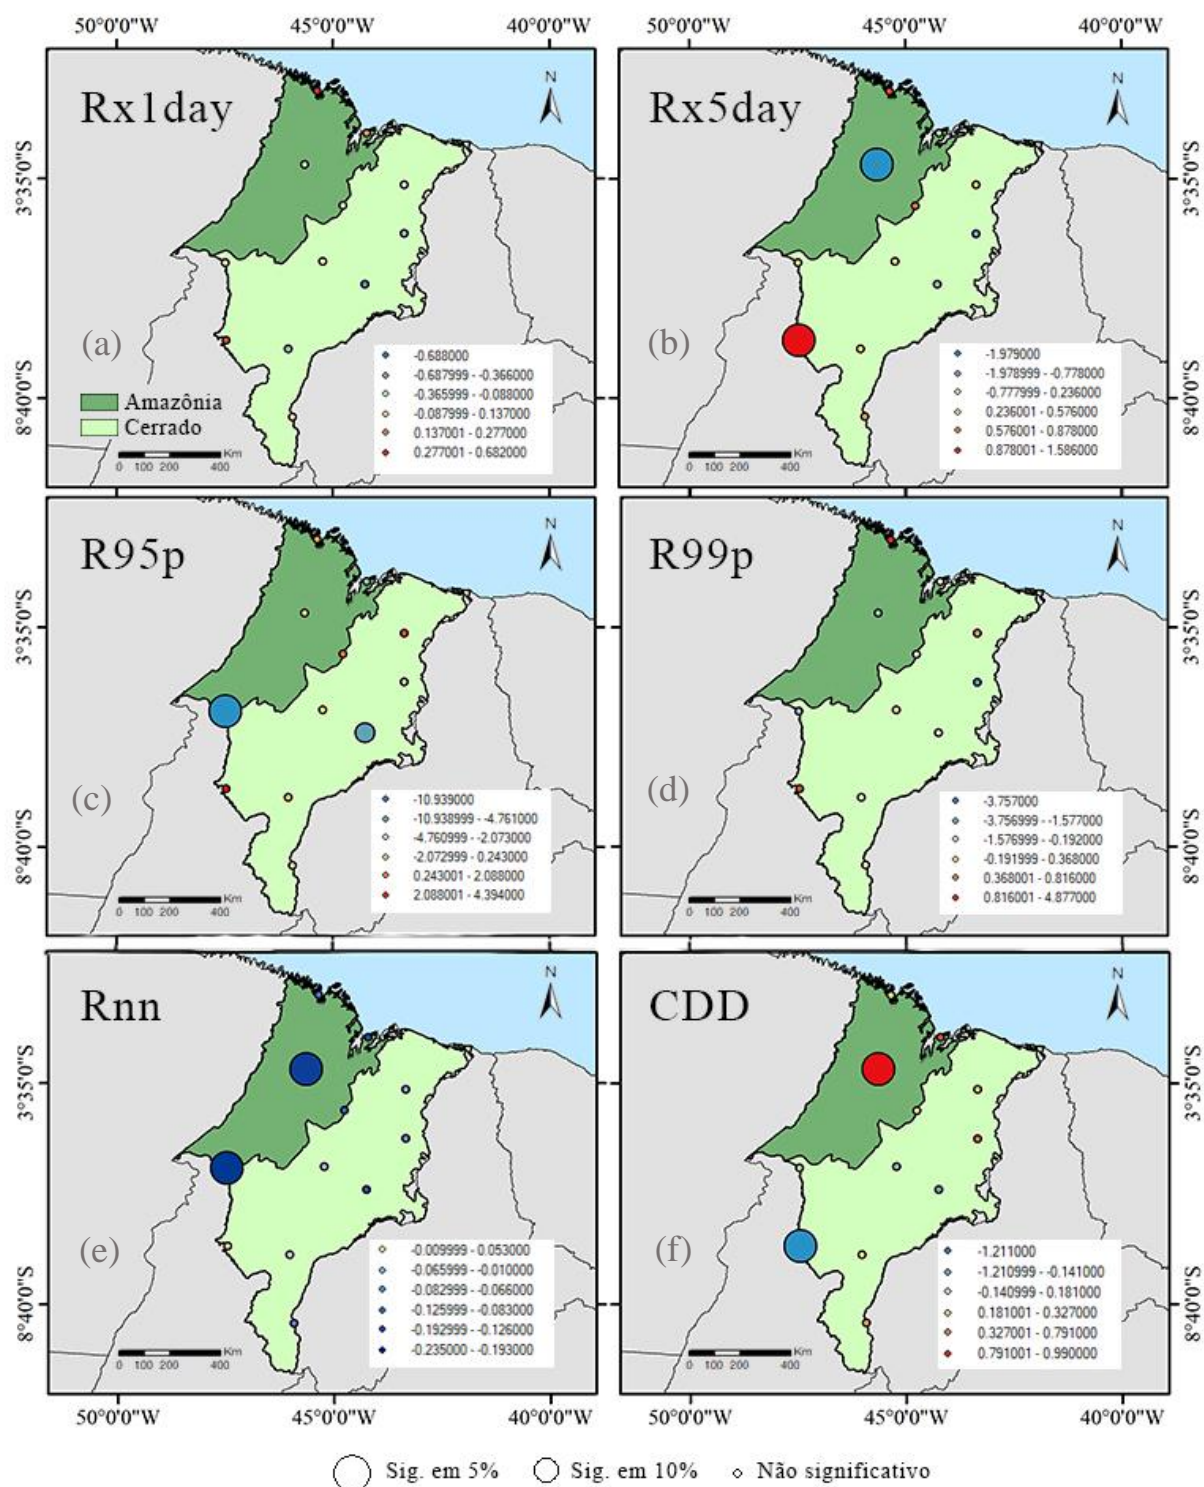 50°0'0"W 45°0'0"W 40°0'0"W 50°0'0"W 45°0'0"W 40°0'0"W
Rx1day
N
(a)
3°35'0"S
8°40'0"S
Amazônia
Cerrado
0 100 200 400 Km
-0.688000
-0.687999 - -0.366000
-0.365999 - -0.088000
-0.087999 - 0.137000
0.137001 - 0.277000
0.277001 - 0.682000
Rx5day
N
(b)
3°35'0"S
8°40'0"S
0 100 200 400 Km
-1.979000
-1.978999 - -0.778000
-0.777999 - 0.236000
0.236001 - 0.576000
0.576001 - 0.878000
0.878001 - 1.586000
R95p
N
(c)
3°35'0"S
8°40'0"S
0 100 200 400 Km
-10.939000
-10.938999 - -4.761000
-4.760999 - -2.073000
-2.072999 - 0.243000
0.243001 - 2.088000
2.088001 - 4.394000
R99p
N
(d)
3°35'0"S
8°40'0"S
0 100 200 400 Km
-3.757000
-3.756999 - -1.577000
-1.576999 - -0.192000
-0.191999 - 0.368000
0.368001 - 0.816000
0.816001 - 4.877000
Rnn
N
(e)
3°35'0"S
8°40'0"S
0 100 200 400 Km
-0.009999 - 0.053000
-0.065999 - -0.010000
-0.082999 - -0.066000
-0.125999 - -0.083000
-0.192999 - -0.126000
-0.235000 - -0.193000
CDD
N
(f)
3°35'0"S
8°40'0"S
0 100 200 400 Km
-1.211000
-1.210999 - -0.141000
-0.140999 - 0.181000
0.181001 - 0.327000
0.327001 - 0.791000
0.791001 - 0.990000
50°0'0"W 45°0'0"W 40°0'0"W 50°0'0"W 45°0'0"W 40°0'0"W
Sig. em 5% Sig. em 10% Não significativo